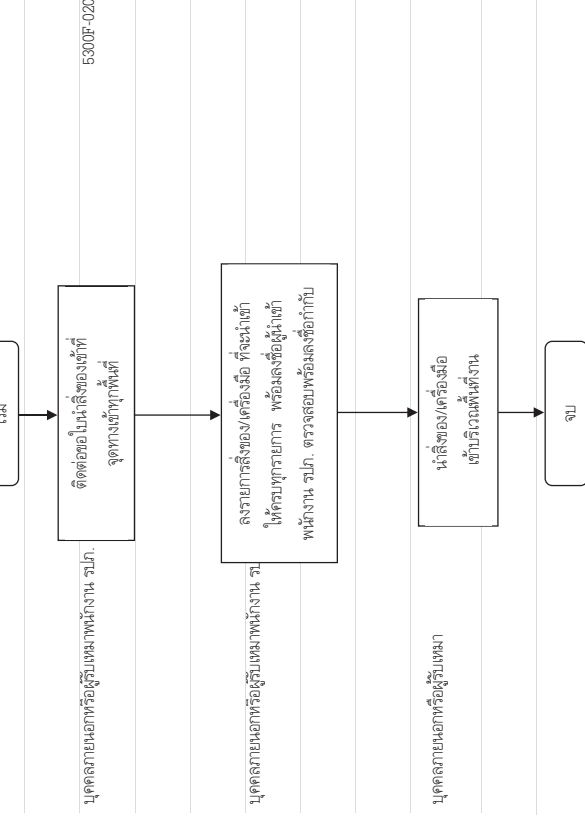 เริ่ม
บุคคลภายนอกหรือผู้รับเหมาพนักงาน รปภ.
ติดต่อขอใบนำสิ่งของเข้าที่
จุดทางเข้าทุกพื้นที่
5300F-020
บุคคลภายนอกหรือผู้รับเหมาพนักงาน รป
ลงรายการสิ่งของ/เครื่องมือ ที่จะนำเข้า
ให้ครบทุกรายการ พร้อมลงชื่อผู้นำเข้า
พนักงาน รปภ. ตรวจสอบพร้อมลงชื่อกำกับ
บุคคลภายนอกหรือผู้รับเหมา
นำสิ่งของ/เครื่องมือ
เข้าบริเวณพื้นที่งาน
จบ